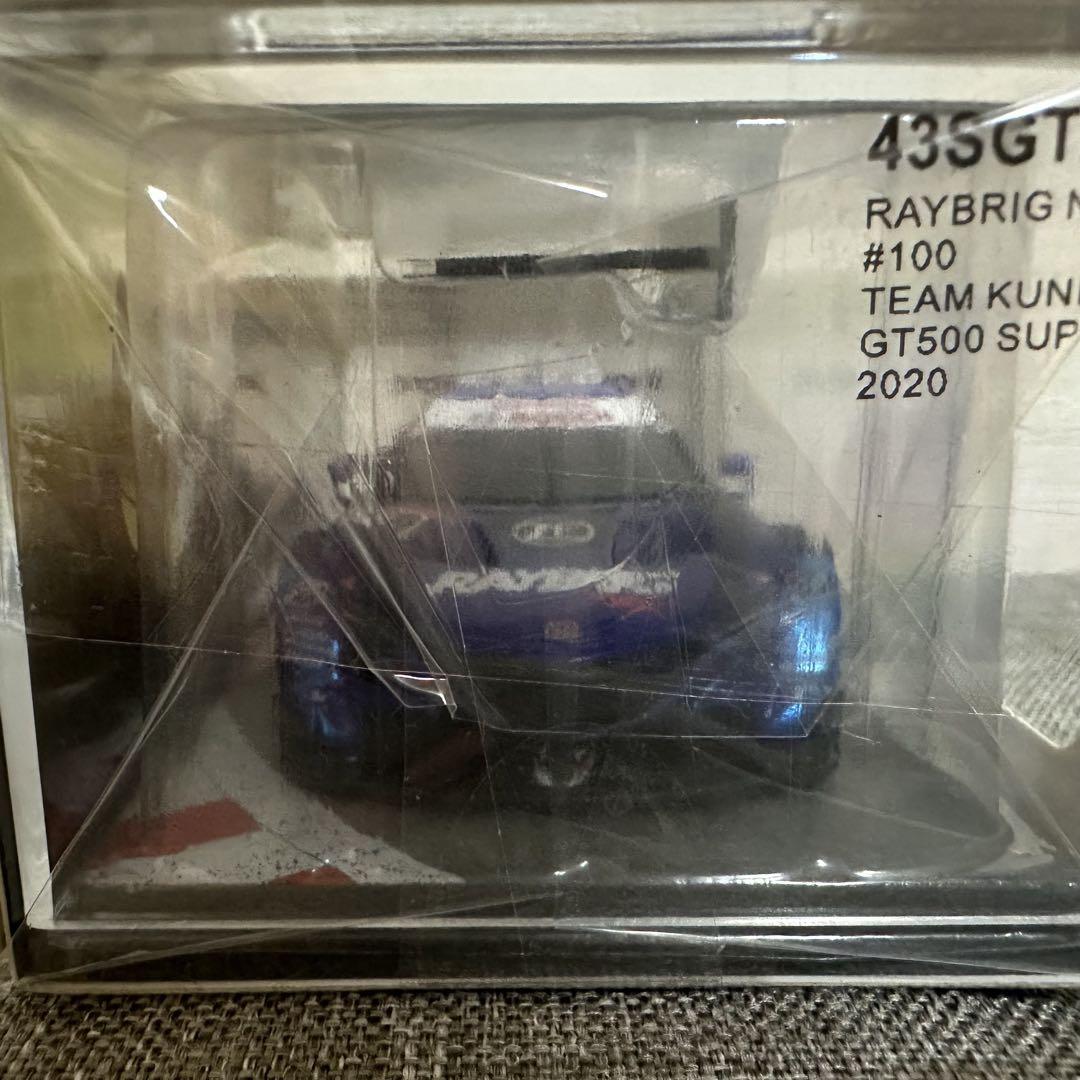 43SGT
RAYBRIG N
#100
TEAM KUNI
GT500 SUP
2020